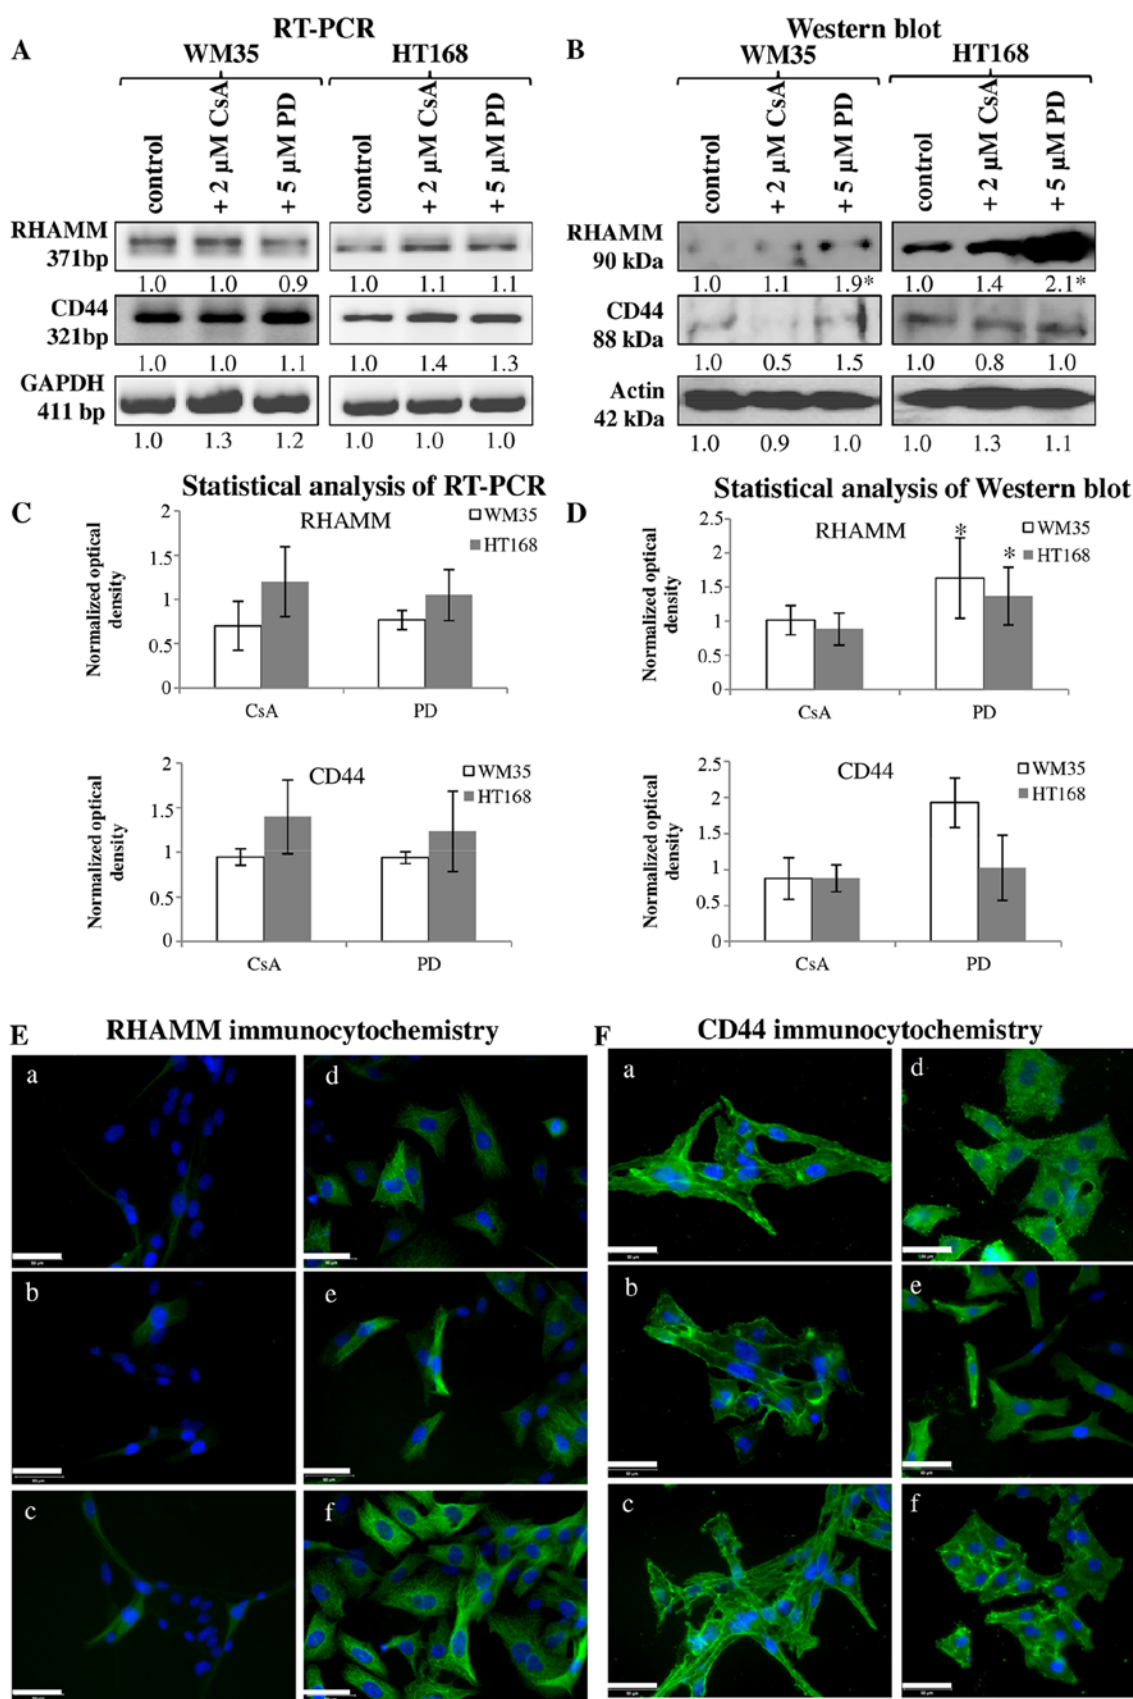 A
RT-PCR
WM35
HT168
control
+ 2 µM CsA
+ 5 µM PD
control
+ 2 µM CsA
+ 5 µM PD
RHAMM
371bp
1.0 1.0 0.9 1.0 1.1 1.1
CD44
321bp
1.0 1.0 1.1 1.0 1.4 1.3
GAPDH
411 bp
1.0 1.3 1.2 1.0 1.0 1.0
B
Western blot
WM35
HT168
control
+ 2 µM CsA
+ 5 µM PD
control
+ 2 µM CsA
+ 5 µM PD
RHAMM
90 kDa
1.0 1.1 1.9* 1.0 1.4 2.1*
CD44
88 kDa
1.0 0.5 1.5 1.0 0.8 1.0
Actin
42 kDa
1.0 0.9 1.0 1.0 1.3 1.1
C
Statistical analysis of RT-PCR
RHAMM
WM35
HT168
Normalized optical
density
2
1.5
1
0.5
0
CsA PD
CD44
WM35
HT168
Normalized optical
density
2
1.5
1
0.5
0
CsA PD
D
Statistical analysis of Western blot
RHAMM
WM35
HT168
* *
Normalized optical
density
2.5
2
1.5
1
0.5
0
CsA PD
CD44
WM35
HT168
Normalized optical
density
2.5
2
1.5
1
0.5
0
CsA PD
E
RHAMM immunocytochemistry
a
d
b
e
c
f
F
CD44 immunocytochemistry
a
d
b
e
c
f